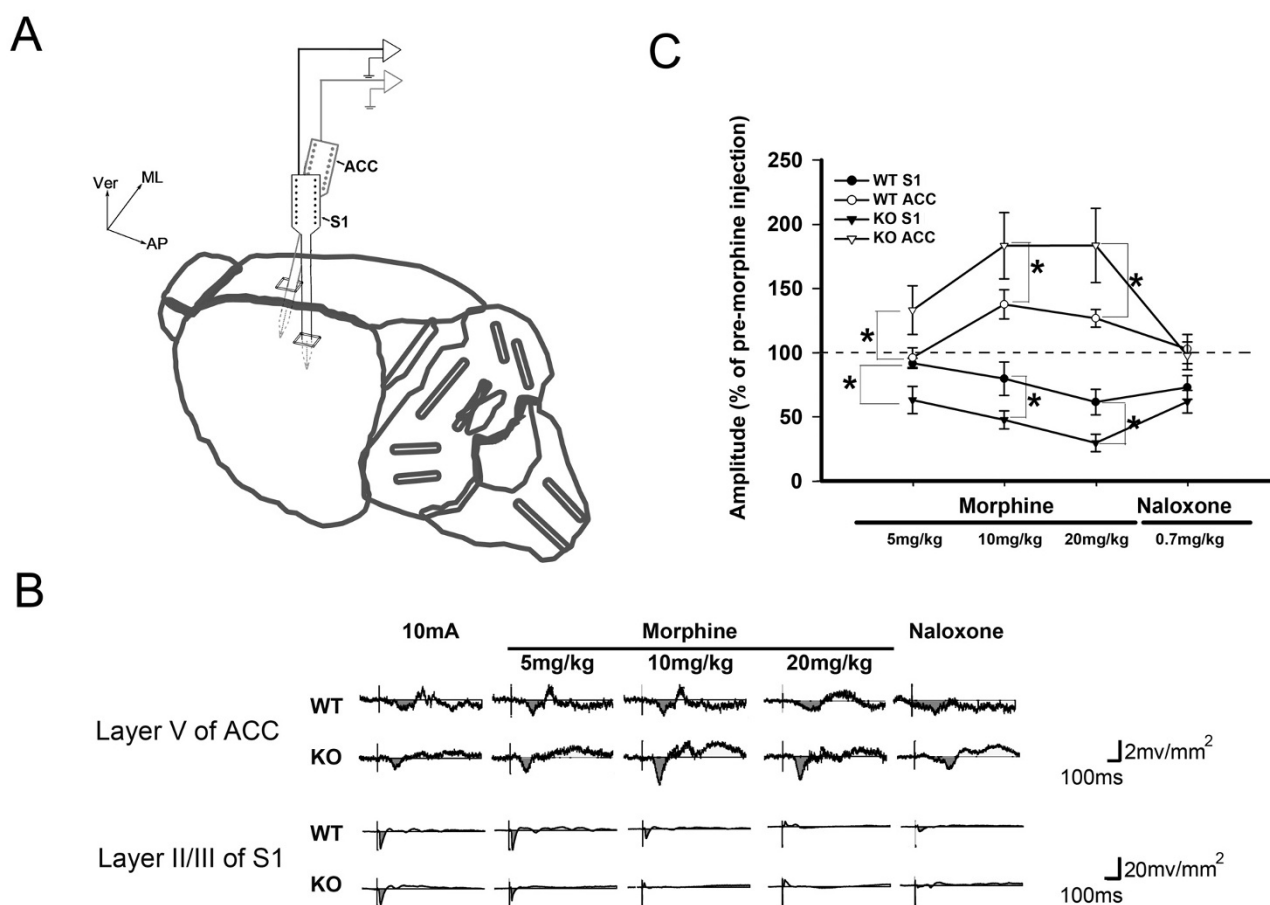 A
ACC
S1
Ver
ML
AP
C
Amplitude (% of pre-morphine injection)
250
200
150
100
50
0
WT S1
WT ACC
KO S1
KO ACC
*
*
*
*
*
*
Morphine Naloxone
5mg/kg 10mg/kg 20mg/kg 0.7mg/kg
B
10mA Morphine Naloxone
5mg/kg 10mg/kg 20mg/kg
Layer V of ACC
WT
KO
2mv/mm²
100ms
Layer II/III of S1
WT
KO
20mv/mm²
100ms